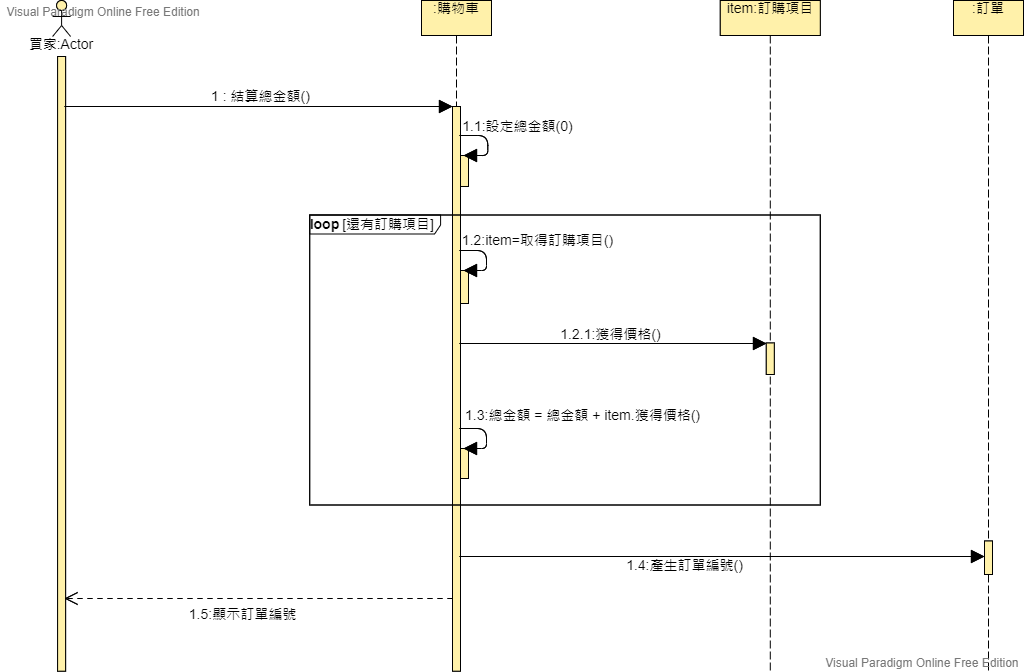 Visual Paradigm Online Free Edition
買家:Actor
:購物車
item:訂購項目
:訂單
1 : 結算總金額()
1.1:設定總金額(0)
loop [還有訂購項目]
1.2:item=取得訂購項目()
1.2.1:獲得價格()
1.3:總金額 = 總金額 + item.獲得價格()
1.4:產生訂單編號()
1.5:顯示訂單編號
Visual Paradigm Online Free Edition